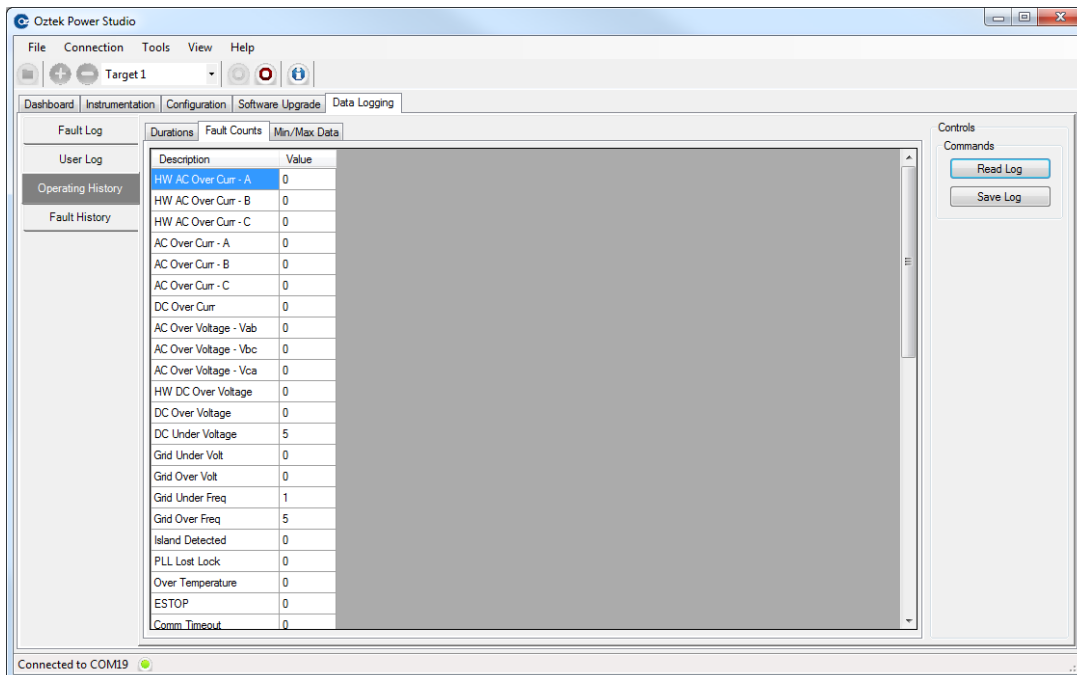 Oztek Power Studio
File Connection Tools View Help
Target 1
Dashboard Instrumentation Configuration Software Upgrade Data Logging
Fault Log
User Log
Operating History
Fault History
Durations Fault Counts Min/Max Data
Description Value
HW AC Over Curr - A 0
HW AC Over Curr - B 0
HW AC Over Curr - C 0
AC Over Curr - A 0
AC Over Curr - B 0
AC Over Curr - C 0
DC Over Curr 0
AC Over Voltage - Vab 0
AC Over Voltage - Vbc 0
AC Over Voltage - Vca 0
HW DC Over Voltage 0
DC Over Voltage 0
DC Under Voltage 5
Grid Under Volt 0
Grid Over Volt 0
Grid Under Freq 1
Grid Over Freq 5
Island Detected 0
PLL Lost Lock 0
Over Temperature 0
ESTOP 0
Comm Timeout 0
Controls
Commands
Read Log
Save Log
Connected to COM19